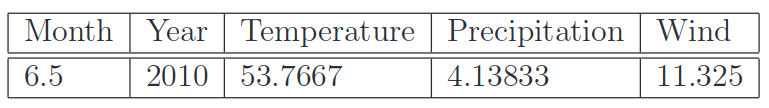 Month Year Temperature Precipitation Wind
6.5 2010 53.7667 4.13833 11.325